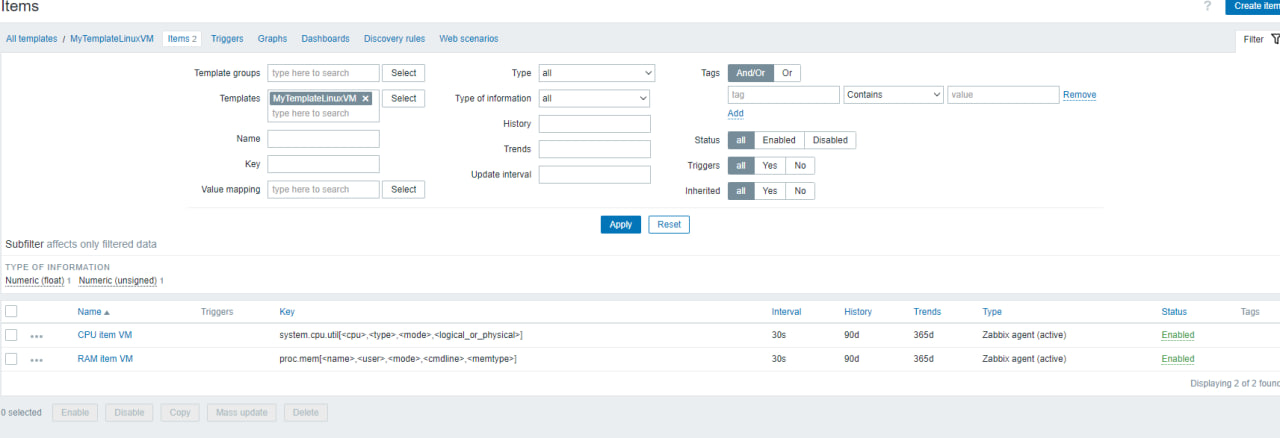 Items
? Create item
All templates / MyTemplateLinuxVM Items 2 Triggers Graphs Dashboards Discovery rules Web scenarios
Filter
Template groups type here to search Select Type all Tags And/Or Or
Templates MyTemplateLinuxVM × Select Type of information all tag Contains value Remove
type here to search Add
History
Name Status all Enabled Disabled
Trends
Key Triggers all Yes No
Update interval
Value mapping type here to search Select Inherited all Yes No
Apply Reset
Subfilter affects only filtered data
TYPE OF INFORMATION
Numeric (float) 1 Numeric (unsigned) 1
Name Triggers Key Interval History Trends Type Status Tags
CPU item VM system.cpu.util[<cpu>,<type>,<mode>,<logical_or_physical>] 30s 90d 365d Zabbix agent (active) Enabled
RAM item VM proc.mem[<name>,<user>,<mode>,<cmdline>,<memtype>] 30s 90d 365d Zabbix agent (active) Enabled
Displaying 2 of 2 found
0 selected Enable Disable Copy Mass update Delete